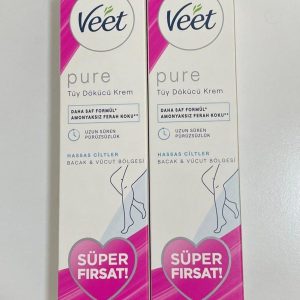 Veet
pure
Tüy Dökücü Krem
DAHA SAF FORMÜL*
AMONYAKSIZ FERAH KOKU**
UZUN SÜREN
PÜRÜZSÜZLÜK
HASSAS CİLTLER
BACAK & VÜCUT BÖLGESİ
SÜPER
FIRSAT!
Veet
pure
Tüy Dökücü Krem
DAHA SAF FORMÜL*
AMONYAKSIZ FERAH KOKU**
UZUN SÜREN
PÜRÜZSÜZLÜK
HASSAS CİLTLER
BACAK & VÜCUT BÖLGESİ
SÜPER
FIRSAT!